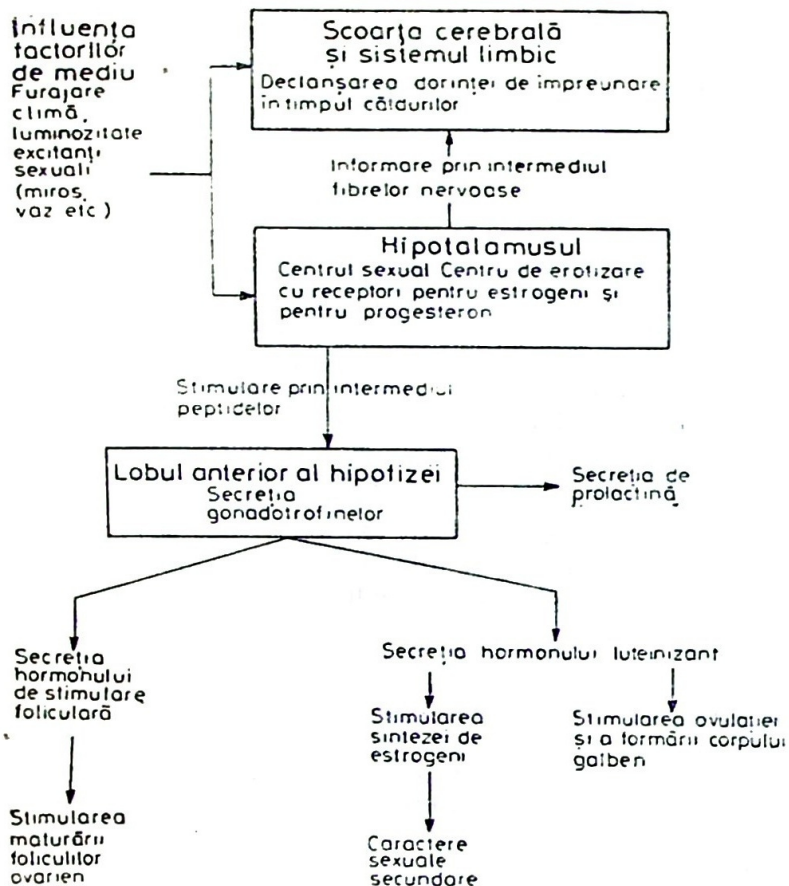 Influența
factorilor
de mediu
Furajare
climă,
luminozitate
excitanți
sexuali
(miros,
văz etc)
Scoarța cerebrală
și sistemul limbic
Declanșarea dorinței de împreunare
în timpul căldurilor
Informare prin intermediul
fibrelor nervoase
Hipotalamusul
Centrul sexual Centru de erotizare
cu receptori pentru estrogeni și
pentru progesteron
Stimulare prin intermediul
peptidelor
Lobul anterior al hipofizei
Secreția
gonadotrofinelor
Secreția de
prolactină
Secreția
hormonului
de stimulare
foliculară
Stimularea
maturării
foliculilor
ovarien
Secreția hormonului luteinizant
Stimularea
sintezei de
estrogeni
Caractere
sexuale
secundare
Stimularea ovulației
și a formării corpului
galben